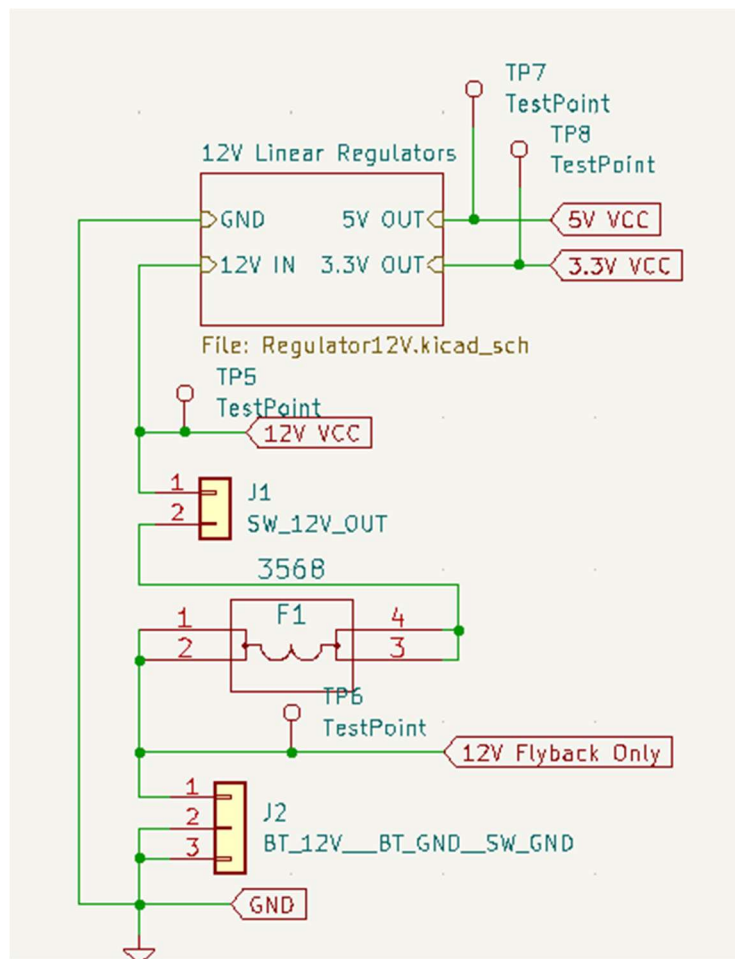 TP7
TestPoint
TP8
TestPoint
12V Linear Regulators
GND 5V OUT 5V VCC
12V IN 3.3V OUT 3.3V VCC
File: Regulator12V.kicad_sch
TP5
TestPoint
12V VCC
1
2
J1
SW_12V_OUT
3568
F1
1 4
2 3
TP6
TestPoint
12V Flyback Only
1
2
3
J2
BT_12V___BT_GND__SW_GND
GND